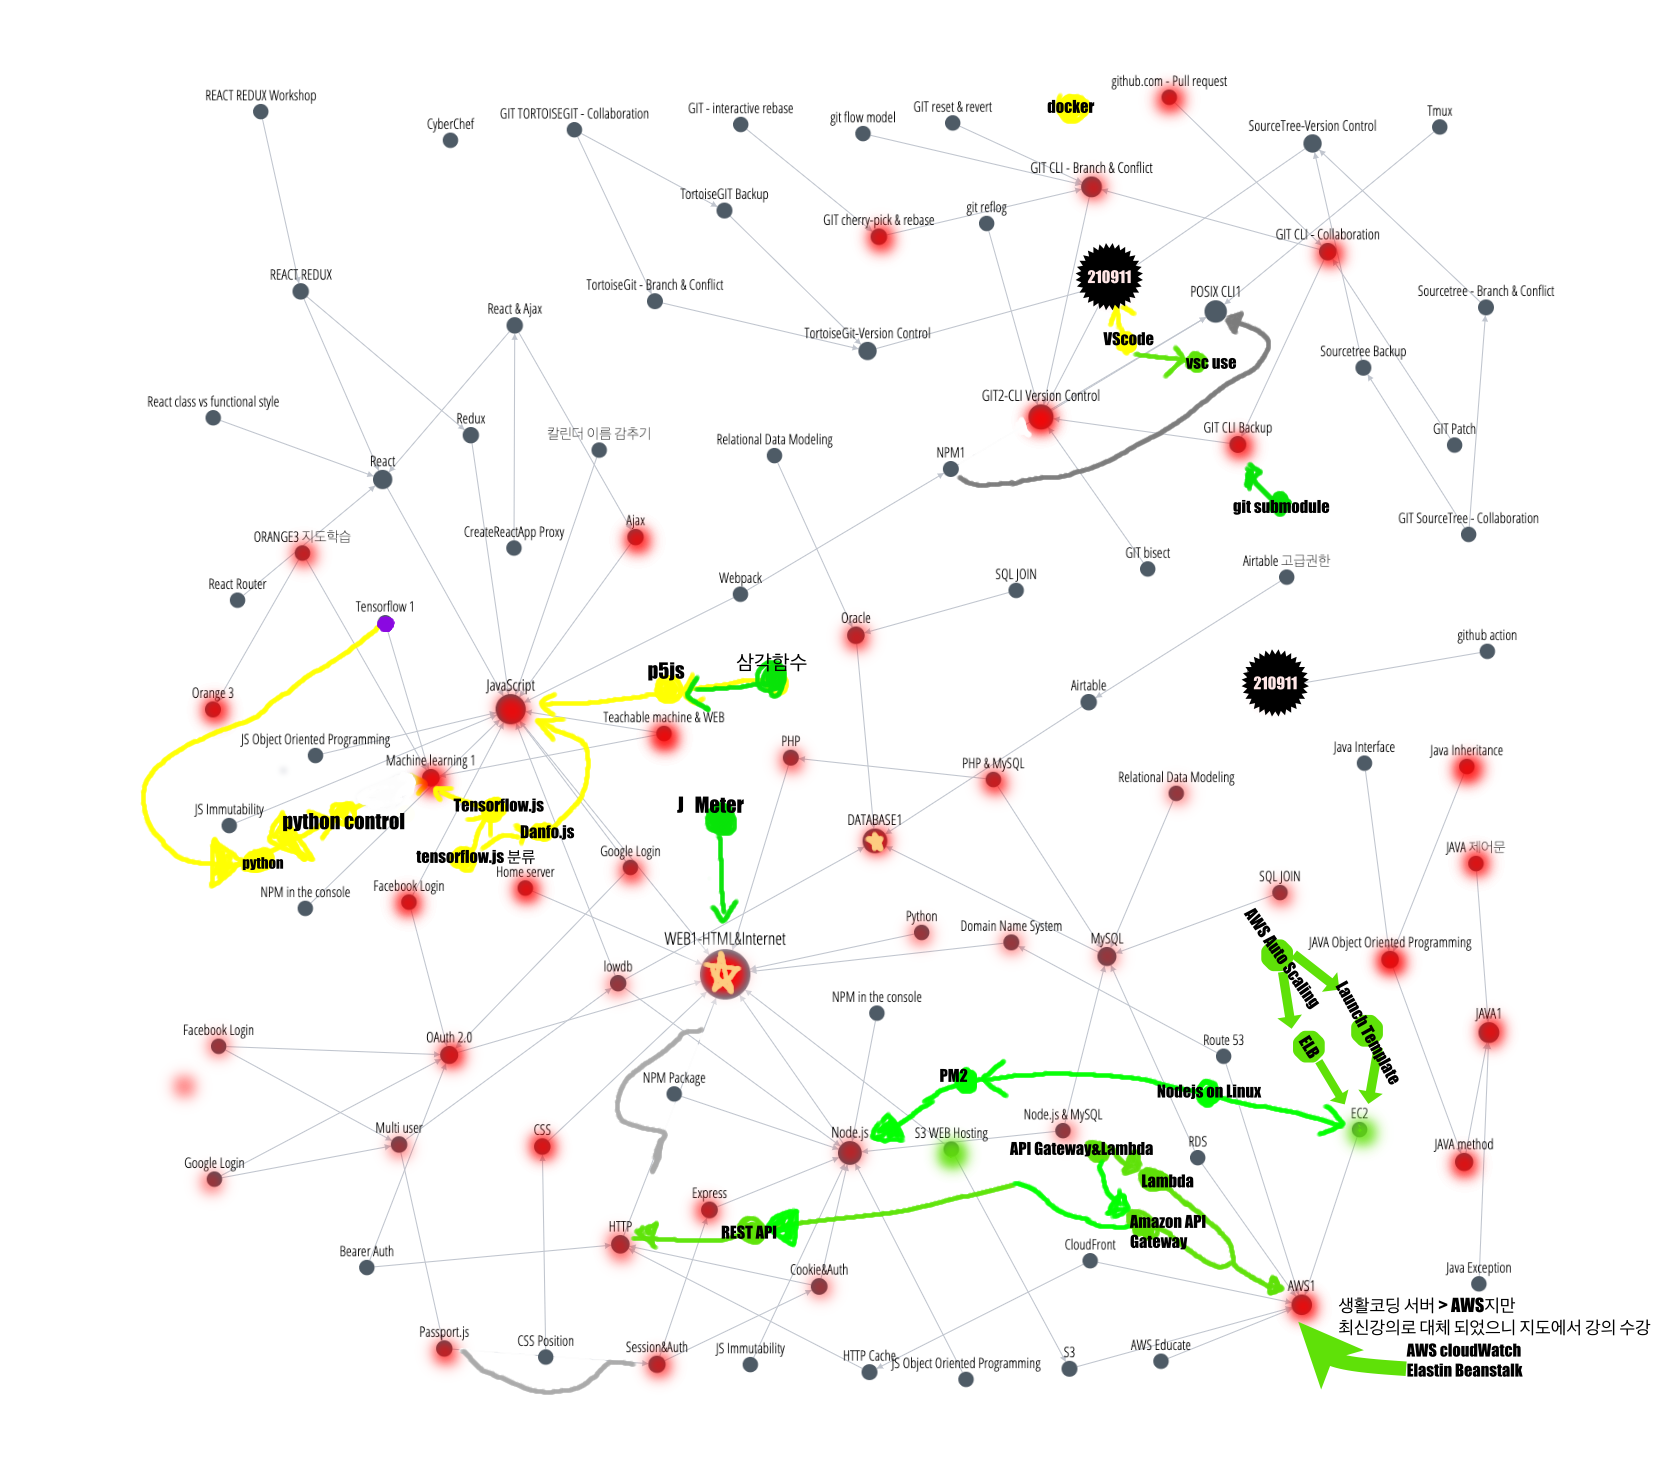 REACT REDUX Workshop
CyberChef
GIT TORTOISEGIT - Collaboration
GIT - interactive rebase
git flow model
GIT reset & revert
docker
github.com - Pull request
SourceTree-Version Control
Tmux
GIT CLI - Branch & Conflict
TortoiseGIT Backup
GIT cherry-pick & rebase
git reflog
GIT CLI - Collaboration
REACT REDUX
React & Ajax
TortoiseGit - Branch & Conflict
210911
POSIX CLI1
Sourcetree - Branch & Conflict
TortoiseGit-Version Control
VScode
vsc use
Sourcetree Backup
React class vs functional style
Redux
칼린더 이름 감추기
Relational Data Modeling
GIT2-CLI Version Control
GIT CLI Backup
GIT Patch
React
NPM1
git submodule
GIT SourceTree - Collaboration
ORANGE3 지도학습
CreateReactApp Proxy
Ajax
GIT bisect
Airtable 고급권한
React Router
Webpack
SQL JOIN
Tensorflow 1
Oracle
github action
p5js
삼각함수
210911
Orange 3
JavaScript
Airtable
Teachable machine & WEB
JS Object Oriented Programming
PHP
Java Interface
Java Inheritance
Machine learning 1
PHP & MySQL
Relational Data Modeling
JS Immutability
Tensorflow.js
J Meter
python control
Danfo.js
DATABASE1
JAVA 제어문
python
tensorflow.js 분류
Google Login
Home server
NPM in the console
Facebook Login
SQL JOIN
Python
Domain Name System
AWS Auto Scaling
WEB1-HTML&Internet
MySQL
JAVA Object Oriented Programming
lowdb
NPM in the console
Launch Template
JAVA1
Facebook Login
OAuth 2.0
Route 53
ELB
NPM Package
PM2
Nodejs on Linux
Multi user
CSS
Node.js
S3 WEB Hosting
Node.js & MySQL
EC2
API Gateway&Lambda
RDS
JAVA method
Google Login
Lambda
Express
HTTP
REST API
Amazon API
Gateway
Bearer Auth
CloudFront
Cookie&Auth
Java Exception
AWS1
생활코딩 서버 > AWS지만
최신강의로 대체 되었으니 지도에서 강의 수강
Passport.js
CSS Position
Session&Auth
JS Immutability
HTTP Cache
JS Object Oriented Programming
S3
AWS Educate
AWS cloudWatch
Elastin Beanstalk